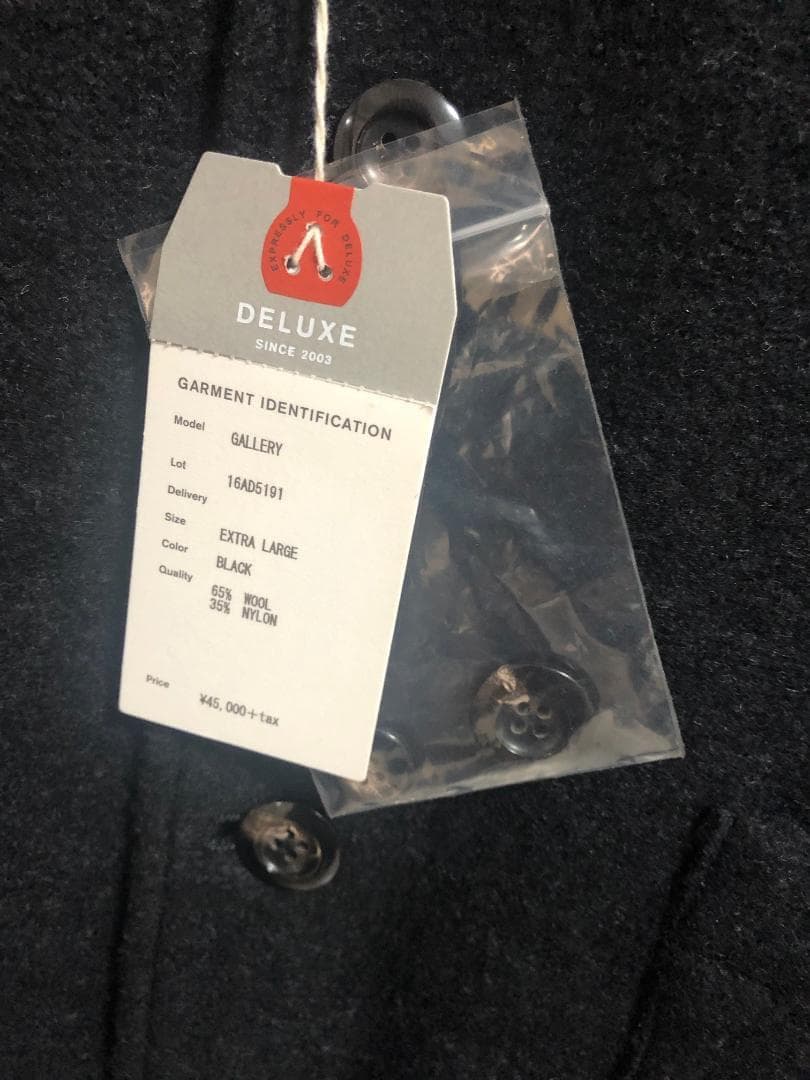 EXPRESSLY FOR DELUXE
DELUXE
SINCE 2003
GARMENT IDENTIFICATION
Model GALLERY
Lot 16AD5191
Delivery
Size EXTRA LARGE
Color BLACK
Quality 65% WOOL
35% NYLON
Price ¥45,000+tax